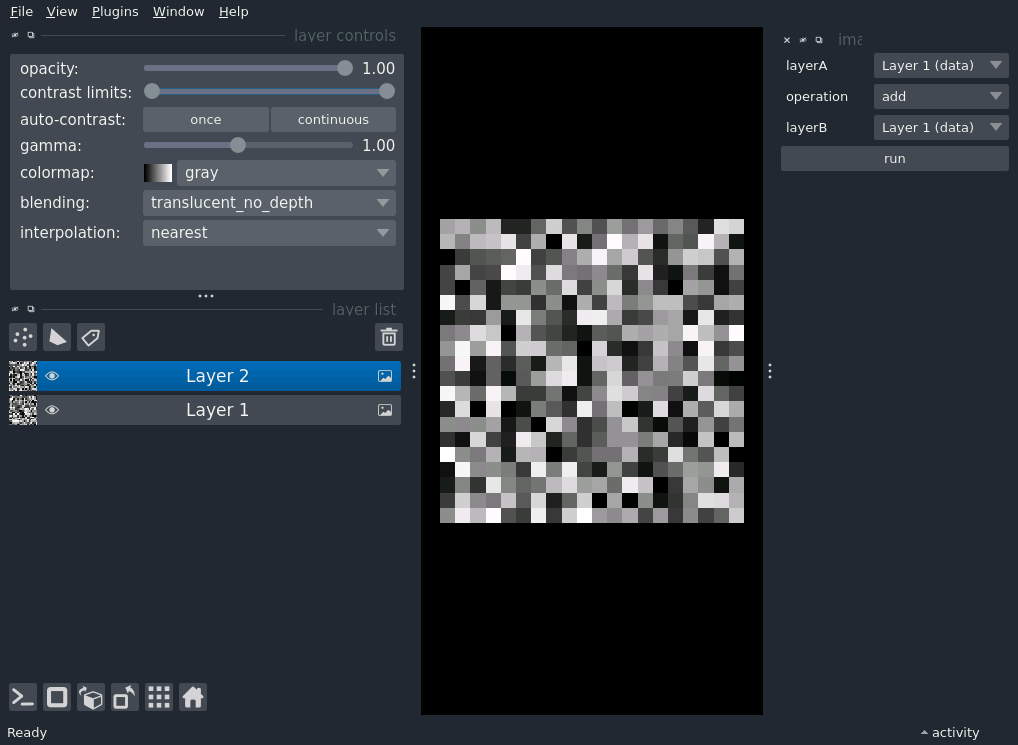 File View Plugins Window Help
layer controls
opacity: 1.00
contrast limits:
auto-contrast: once continuous
gamma: 1.00
colormap: gray
blending: translucent_no_depth
interpolation: nearest
layer list
Layer 2
Layer 1
ima
layerA Layer 1 (data)
operation add
layerB Layer 1 (data)
run
Ready
activity